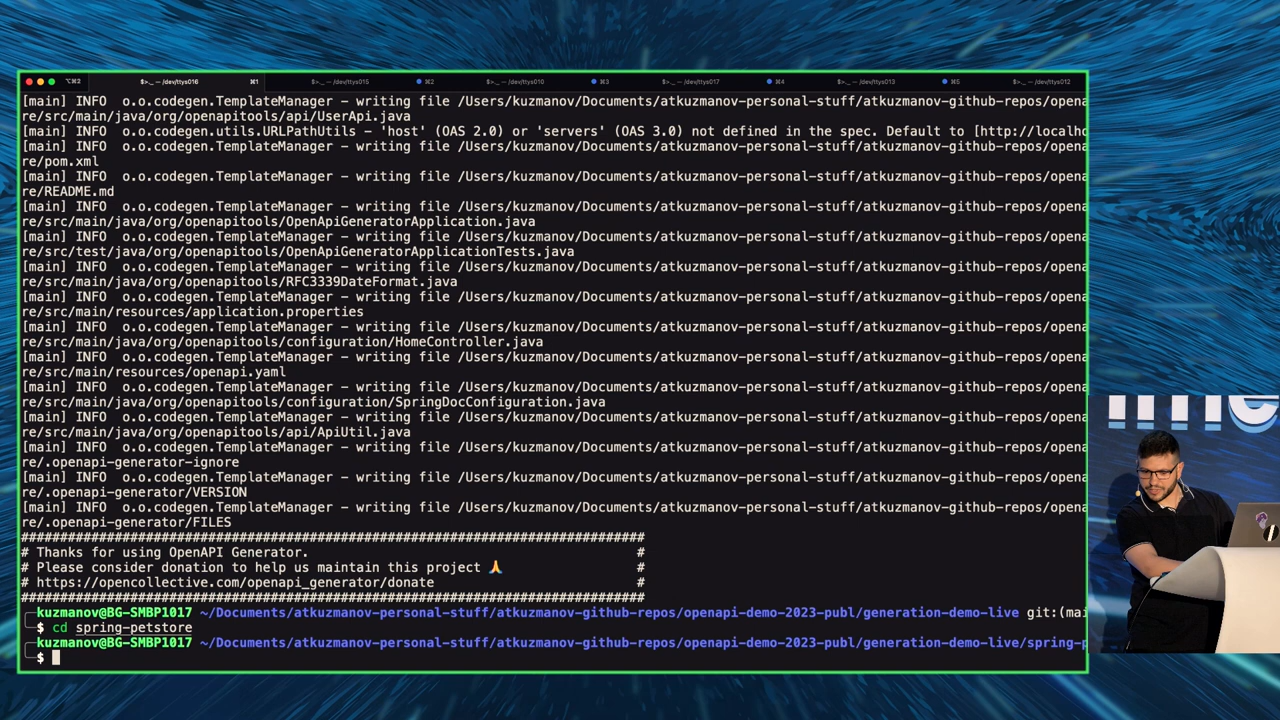 ⌥⌘2 $>_ — /dev/ttys016 ⌘1 $>_ — /dev/ttys015 ⌘2 $>_ — /dev/ttys010 ⌘3 $>_ — /dev/ttys017 ⌘4 $>_ — /dev/ttys013 ⌘5 $>_ — /dev/ttys012
[main] INFO  o.o.codegen.TemplateManager – writing file /Users/kuzmanov/Documents/atkuzmanov-personal-stuff/atkuzmanov-github-repos/opena
re/src/main/java/org/openapitools/api/UserApi.java
[main] INFO  o.o.codegen.utils.URLPathUtils – 'host' (OAS 2.0) or 'servers' (OAS 3.0) not defined in the spec. Default to [http://localho
[main] INFO  o.o.codegen.TemplateManager – writing file /Users/kuzmanov/Documents/atkuzmanov-personal-stuff/atkuzmanov-github-repos/opena
re/pom.xml
[main] INFO  o.o.codegen.TemplateManager – writing file /Users/kuzmanov/Documents/atkuzmanov-personal-stuff/atkuzmanov-github-repos/opena
re/README.md
[main] INFO  o.o.codegen.TemplateManager – writing file /Users/kuzmanov/Documents/atkuzmanov-personal-stuff/atkuzmanov-github-repos/opena
re/src/main/java/org/openapitools/OpenApiGeneratorApplication.java
[main] INFO  o.o.codegen.TemplateManager – writing file /Users/kuzmanov/Documents/atkuzmanov-personal-stuff/atkuzmanov-github-repos/opena
re/src/test/java/org/openapitools/OpenApiGeneratorApplicationTests.java
[main] INFO  o.o.codegen.TemplateManager – writing file /Users/kuzmanov/Documents/atkuzmanov-personal-stuff/atkuzmanov-github-repos/opena
re/src/main/java/org/openapitools/RFC3339DateFormat.java
[main] INFO  o.o.codegen.TemplateManager – writing file /Users/kuzmanov/Documents/atkuzmanov-personal-stuff/atkuzmanov-github-repos/opena
re/src/main/resources/application.properties
[main] INFO  o.o.codegen.TemplateManager – writing file /Users/kuzmanov/Documents/atkuzmanov-personal-stuff/atkuzmanov-github-repos/opena
re/src/main/java/org/openapitools/configuration/HomeController.java
[main] INFO  o.o.codegen.TemplateManager – writing file /Users/kuzmanov/Documents/atkuzmanov-personal-stuff/atkuzmanov-github-repos/opena
re/src/main/resources/openapi.yaml
[main] INFO  o.o.codegen.TemplateManager – writing file /Users/kuzmanov/Documents/atkuzmanov-personal-stuff/atkuzmanov-github-repos/opena
re/src/main/java/org/openapitools/configuration/SpringDocConfiguration.java
[main] INFO  o.o.codegen.TemplateManager – writing file /Users/kuzmanov/Documents/atkuzmanov-personal-stuff/atkuzmanov-github-repos/opena
re/src/main/java/org/openapitools/api/ApiUtil.java
[main] INFO  o.o.codegen.TemplateManager – writing file /Users/kuzmanov/Documents/atkuzmanov-personal-stuff/atkuzmanov-github-repos/opena
re/.openapi-generator-ignore
[main] INFO  o.o.codegen.TemplateManager – writing file /Users/kuzmanov/Documents/atkuzmanov-personal-stuff/atkuzmanov-github-repos/opena
re/.openapi-generator/VERSION
[main] INFO  o.o.codegen.TemplateManager – writing file /Users/kuzmanov/Documents/atkuzmanov-personal-stuff/atkuzmanov-github-repos/opena
re/.openapi-generator/FILES
################################################################################
# Thanks for using OpenAPI Generator. #
# Please consider donation to help us maintain this project 🙏 #
# https://opencollective.com/openapi_generator/donate #
################################################################################
kuzmanov@BG-SMBP1017 ~/Documents/atkuzmanov-personal-stuff/atkuzmanov-github-repos/openapi-demo-2023-publ/generation-demo-live git:(mai
$ cd spring-petstore
kuzmanov@BG-SMBP1017 ~/Documents/atkuzmanov-personal-stuff/atkuzmanov-github-repos/openapi-demo-2023-publ/generation-demo-live/spring-p
$